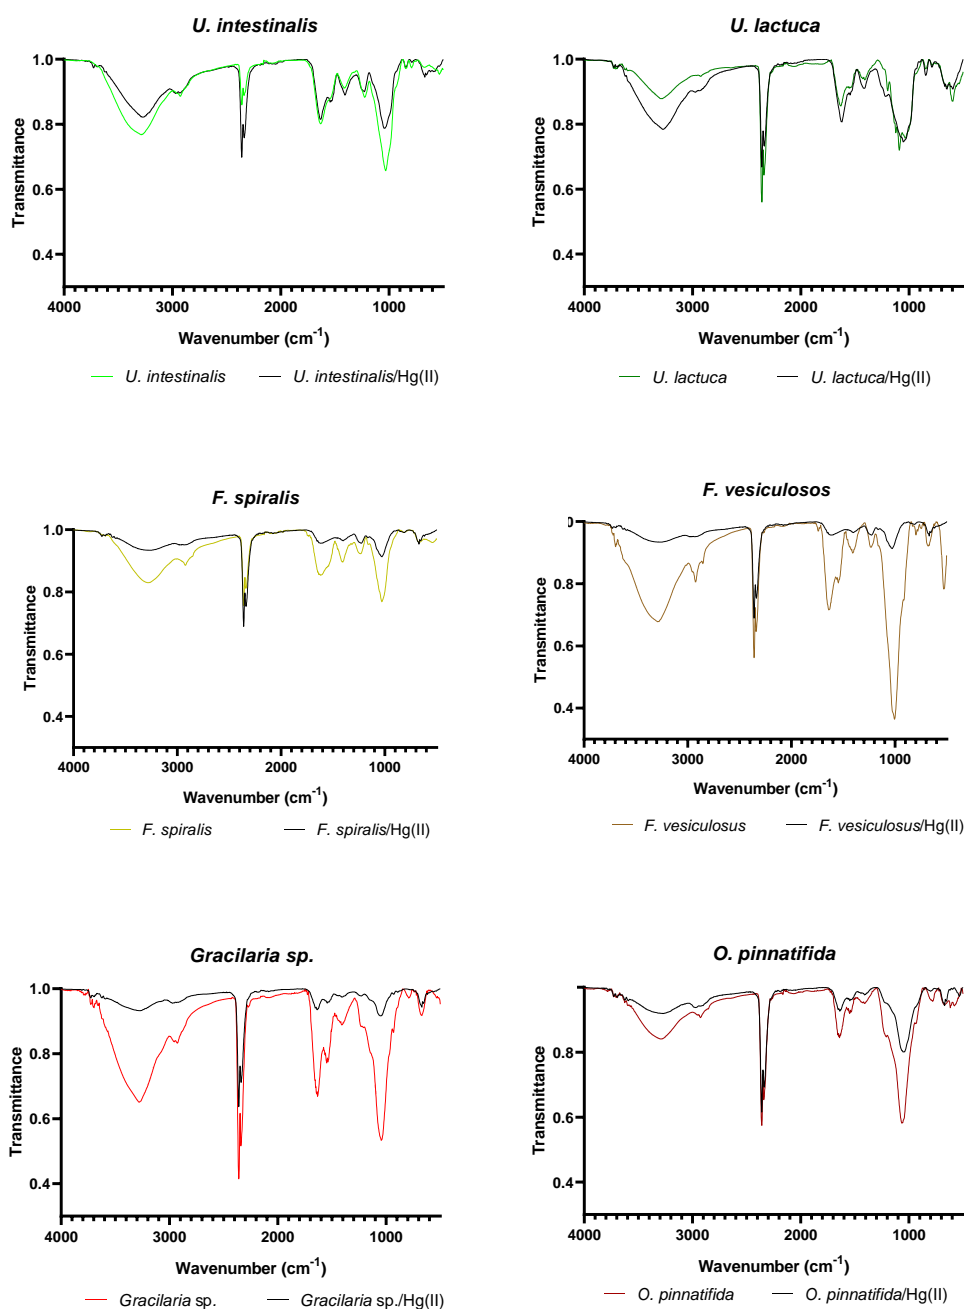 U. intestinalis
1.0
0.8
0.6
0.4
Transmittance
4000 3000 2000 1000
Wavenumber (cm-1)
U. intestinalis U. intestinalis/Hg(II)
U. lactuca
1.0
0.8
0.6
0.4
Transmittance
4000 3000 2000 1000
Wavenumber (cm-1)
U. lactuca U. lactuca/Hg(II)
F. spiralis
1.0
0.8
0.6
0.4
Transmittance
4000 3000 2000 1000
Wavenumber (cm-1)
F. spiralis F. spiralis/Hg(II)
F. vesiculosos
0
0.8
0.6
0.4
Transmittance
4000 3000 2000 1000
Wavenumber (cm-1)
F. vesiculosus F. vesiculosus/Hg(II)
Gracilaria sp.
1.0
0.8
0.6
0.4
Transmittance
4000 3000 2000 1000
Wavenumber (cm-1)
Gracilaria sp. Gracilaria sp./Hg(II)
O. pinnatifida
1.0
0.8
0.6
0.4
Transmittance
4000 3000 2000 1000
Wavenumber (cm-1)
O. pinnatifida O. pinnatifida/Hg(II)